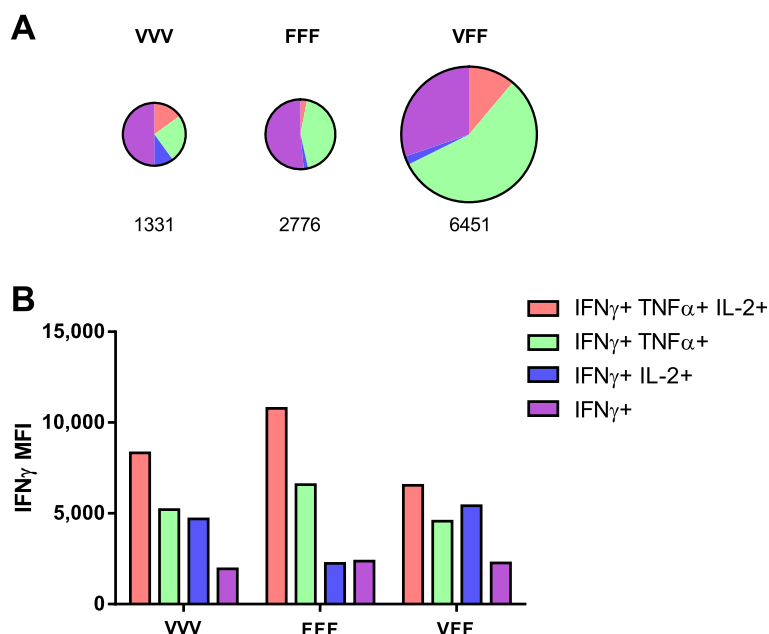 A
VVV FFF VFF
1331 2776 6451
B
IFNγ+ TNFα+ IL-2+
IFNγ+ TNFα+
IFNγ+ IL-2+
IFNγ+
15,000
10,000
5,000
0
IFNγ MFI
VVV FFF VFF